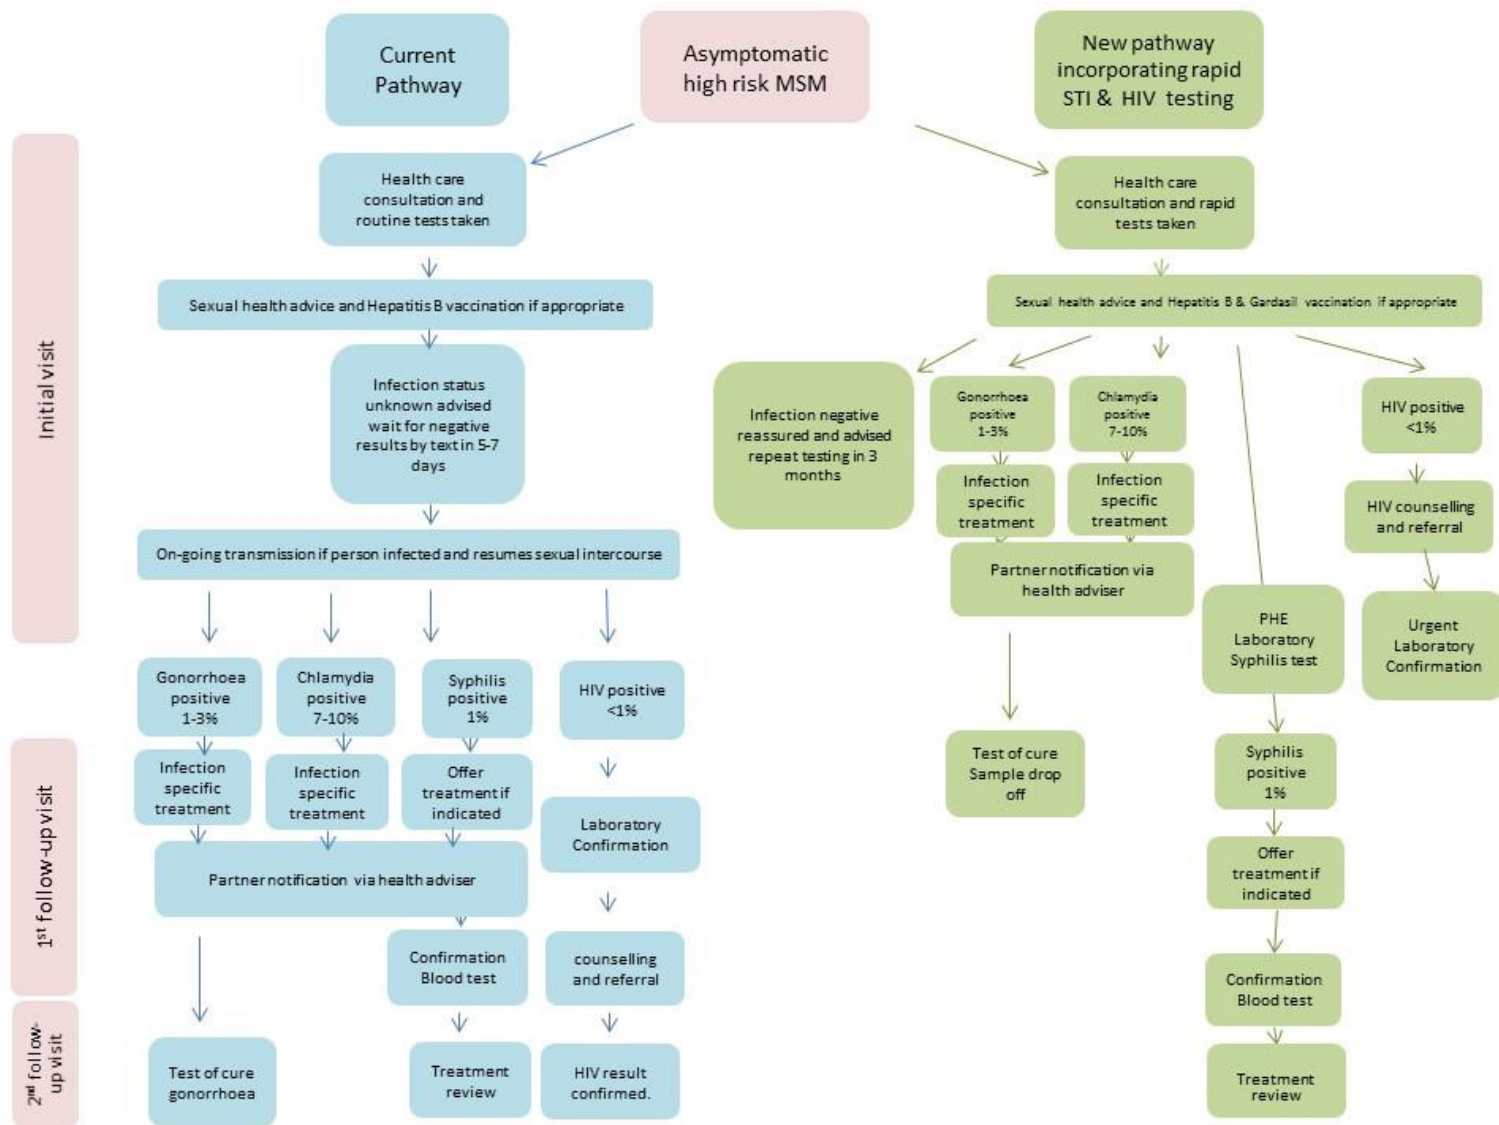 Current
Pathway
Asymptomatic
high risk MSM
New pathway
incorporating rapid
STI & HIV testing
Initial visit
1st follow-up visit
2nd follow-
up visit
Health care
consultation and
routine tests taken
Sexual health advice and Hepatitis B vaccination if appropriate
Infection status
unknown advised
wait for negative
results by text in 5-7
days
On-going transmission if person infected and resumes sexual intercourse
Gonorrhoea
positive
1-3%
Chlamydia
positive
7-10%
Syphilis
positive
1%
HIV positive
<1%
Infection
specific
treatment
Infection
specific
treatment
Offer
treatment if
indicated
Laboratory
Confirmation
Partner notification via health adviser
Confirmation
Blood test
counselling
and referral
Test of cure
gonorrhoea
Treatment
review
HIV result
confirmed.
Health care
consultation and rapid
tests taken
Sexual health advice and Hepatitis B & Gardasil vaccination if appropriate
Infection negative
reassured and advised
repeat testing in 3
months
Gonorrhoea
positive
1-3%
Chlamydia
positive
7-10%
HIV positive
<1%
Infection
specific
treatment
Infection
specific
treatment
HIV counselling
and referral
Partner notification via
health adviser
PHE
Laboratory
Syphilis test
Urgent
Laboratory
Confirmation
Test of cure
Sample drop
off
Syphilis
positive
1%
Offer
treatment if
indicated
Confirmation
Blood test
Treatment
review